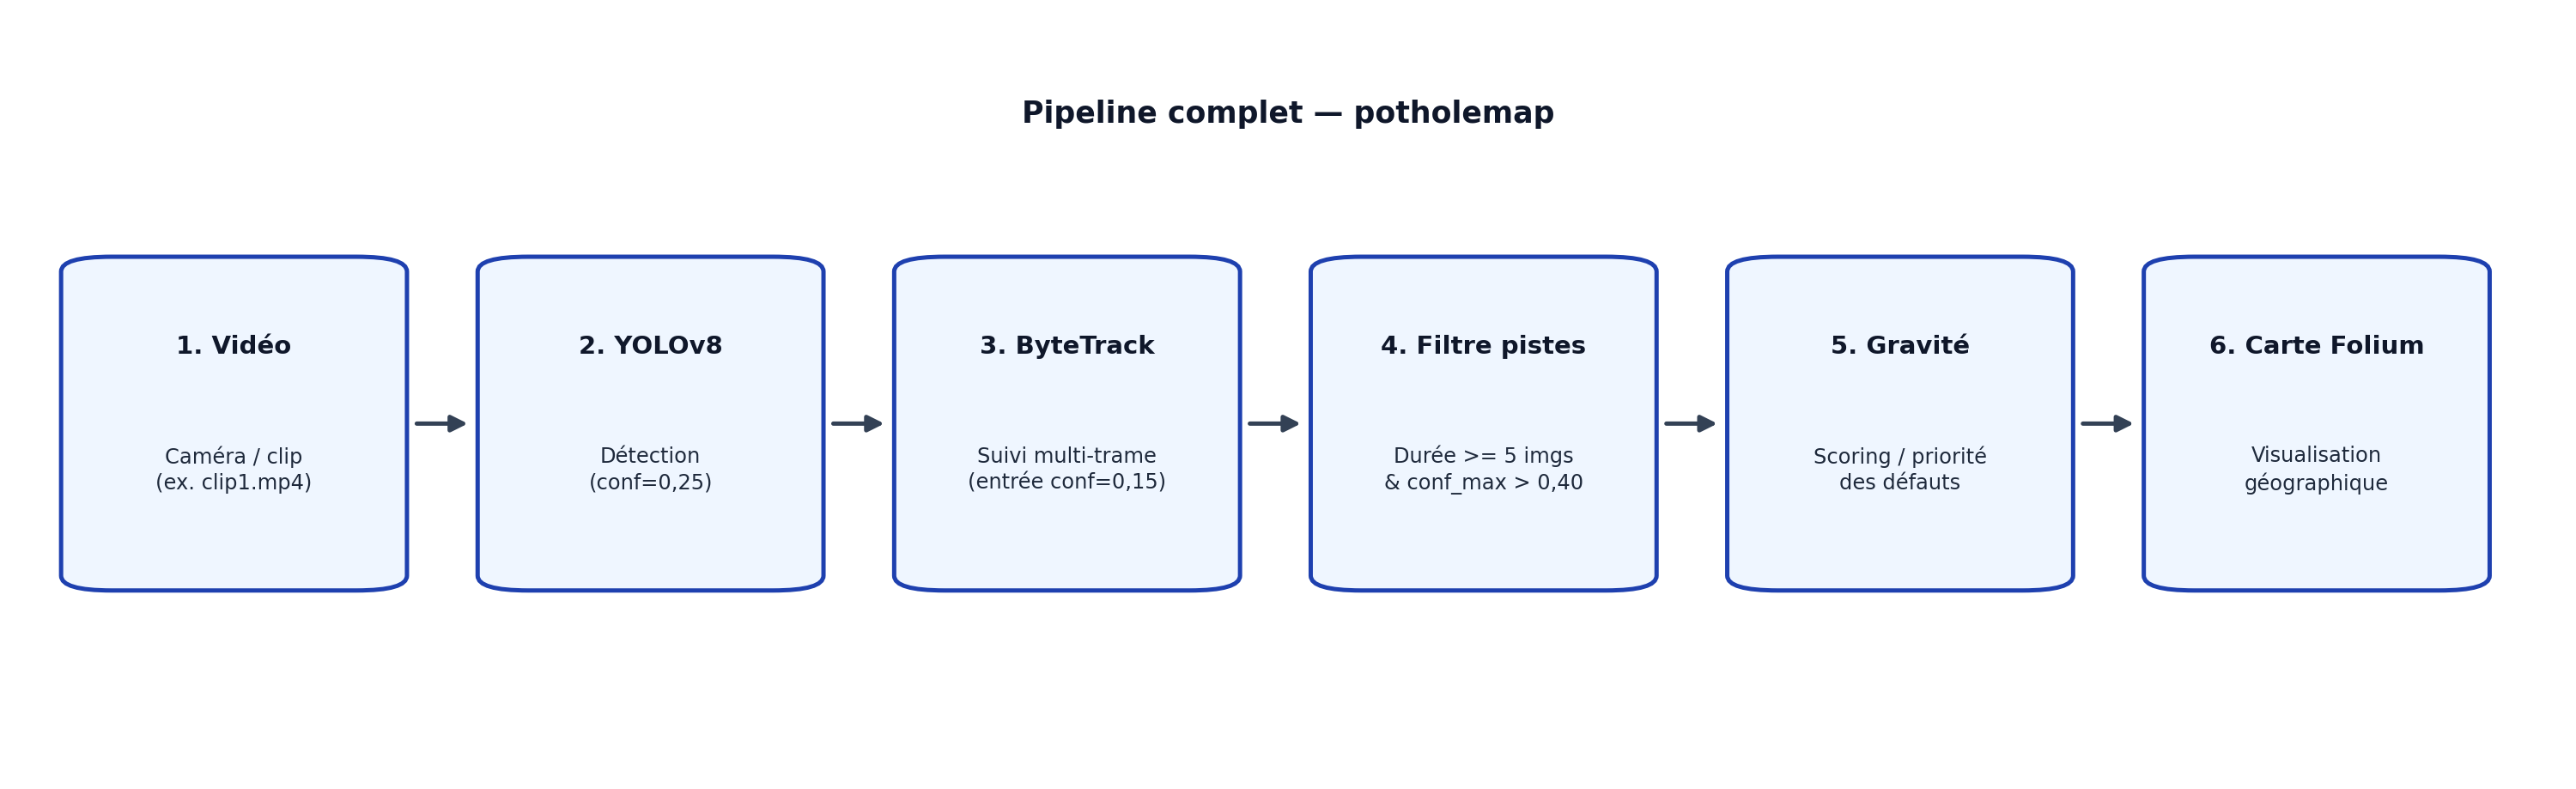 Pipeline complet — potholemap
1. Vidéo
Caméra / clip
(ex. clip1.mp4)
2. YOLOv8
Détection
(conf=0,25)
3. ByteTrack
Suivi multi-trame
(entrée conf=0,15)
4. Filtre pistes
Durée >= 5 imgs
& conf_max > 0,40
5. Gravité
Scoring / priorité
des défauts
6. Carte Folium
Visualisation
géographique